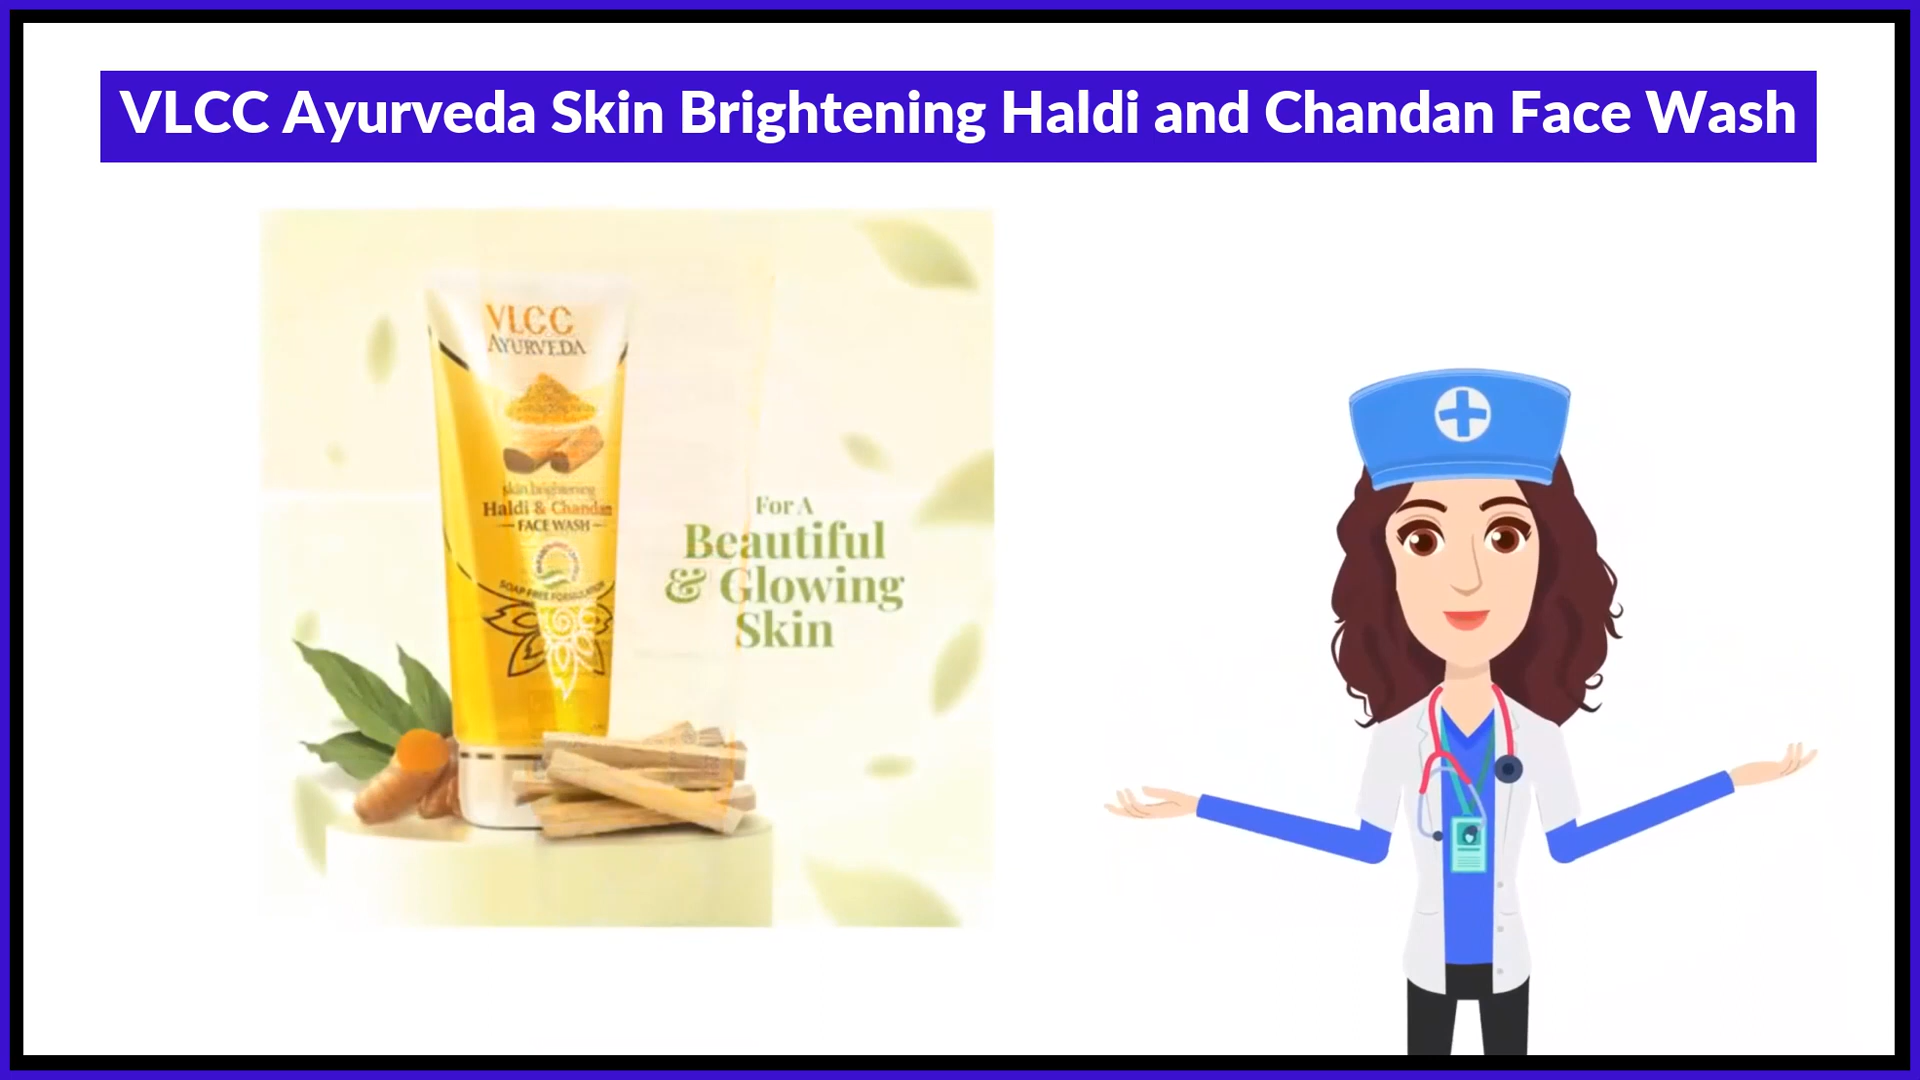 VLCC Ayurveda Skin Brightening Haldi and Chandan Face Wash
VLCC
AYURVEDA
skin brightening
Haldi & Chandan
FACE WASH
SOAP-FREE FORMULATION
For A
Beautiful
& Glowing
Skin